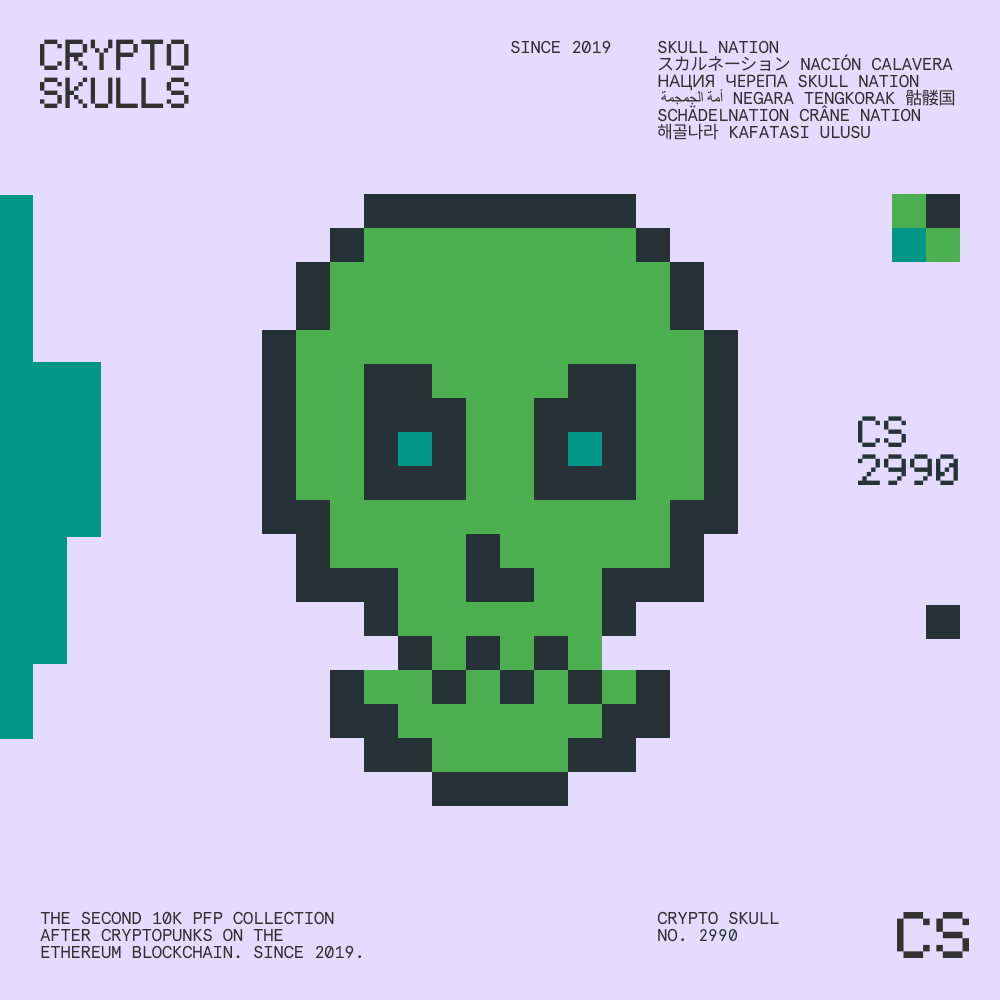 CRYPTO
SKULLS
SINCE 2019
SKULL NATION
スカルネーション NACIÓN CALAVERA
НАЦИЯ ЧЕРЕПА SKULL NATION
أمة الجمجمة NEGARA TENGKORAK 骷髅国
SCHÄDELNATION CRÂNE NATION
해골나라 KAFATASI ULUSU
CS
2990
THE SECOND 10K PFP COLLECTION
AFTER CRYPTOPUNKS ON THE
ETHEREUM BLOCKCHAIN. SINCE 2019.
CRYPTO SKULL
NO. 2990
CS